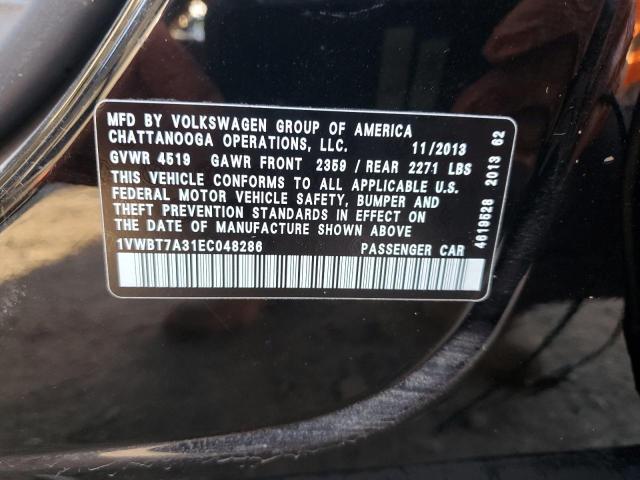 MFD BY VOLKSWAGEN GROUP OF AMERICA
CHATTANOOGA OPERATIONS, LLC. 11/2013
GVWR 4519 GAWR FRONT 2359 / REAR 2271 LBS
THIS VEHICLE CONFORMS TO ALL APPLICABLE U.S.
FEDERAL MOTOR VEHICLE SAFETY, BUMPER AND
THEFT PREVENTION STANDARDS IN EFFECT ON
THE DATE OF MANUFACTURE SHOWN ABOVE
1VWBT7A31EC048286 PASSENGER CAR
4619528 2013 62